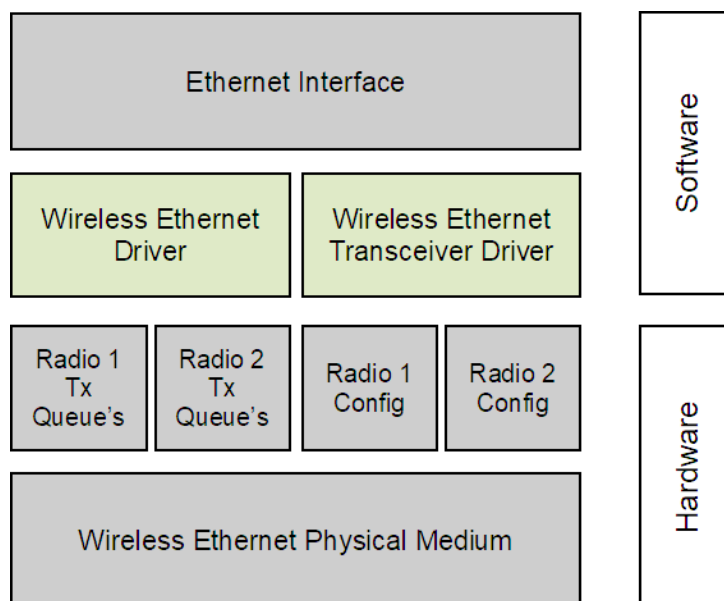 Ethernet Interface
Software
Wireless Ethernet
Driver
Wireless Ethernet
Transceiver Driver
Radio 1
Tx
Queue's
Radio 2
Tx
Queue's
Radio 1
Config
Radio 2
Config
Hardware
Wireless Ethernet Physical Medium